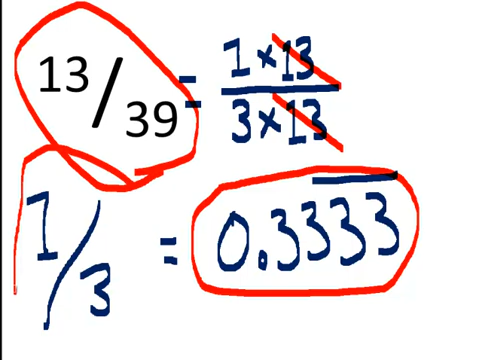 13/39 = 1×13
3×13
1/3 = 0.3333